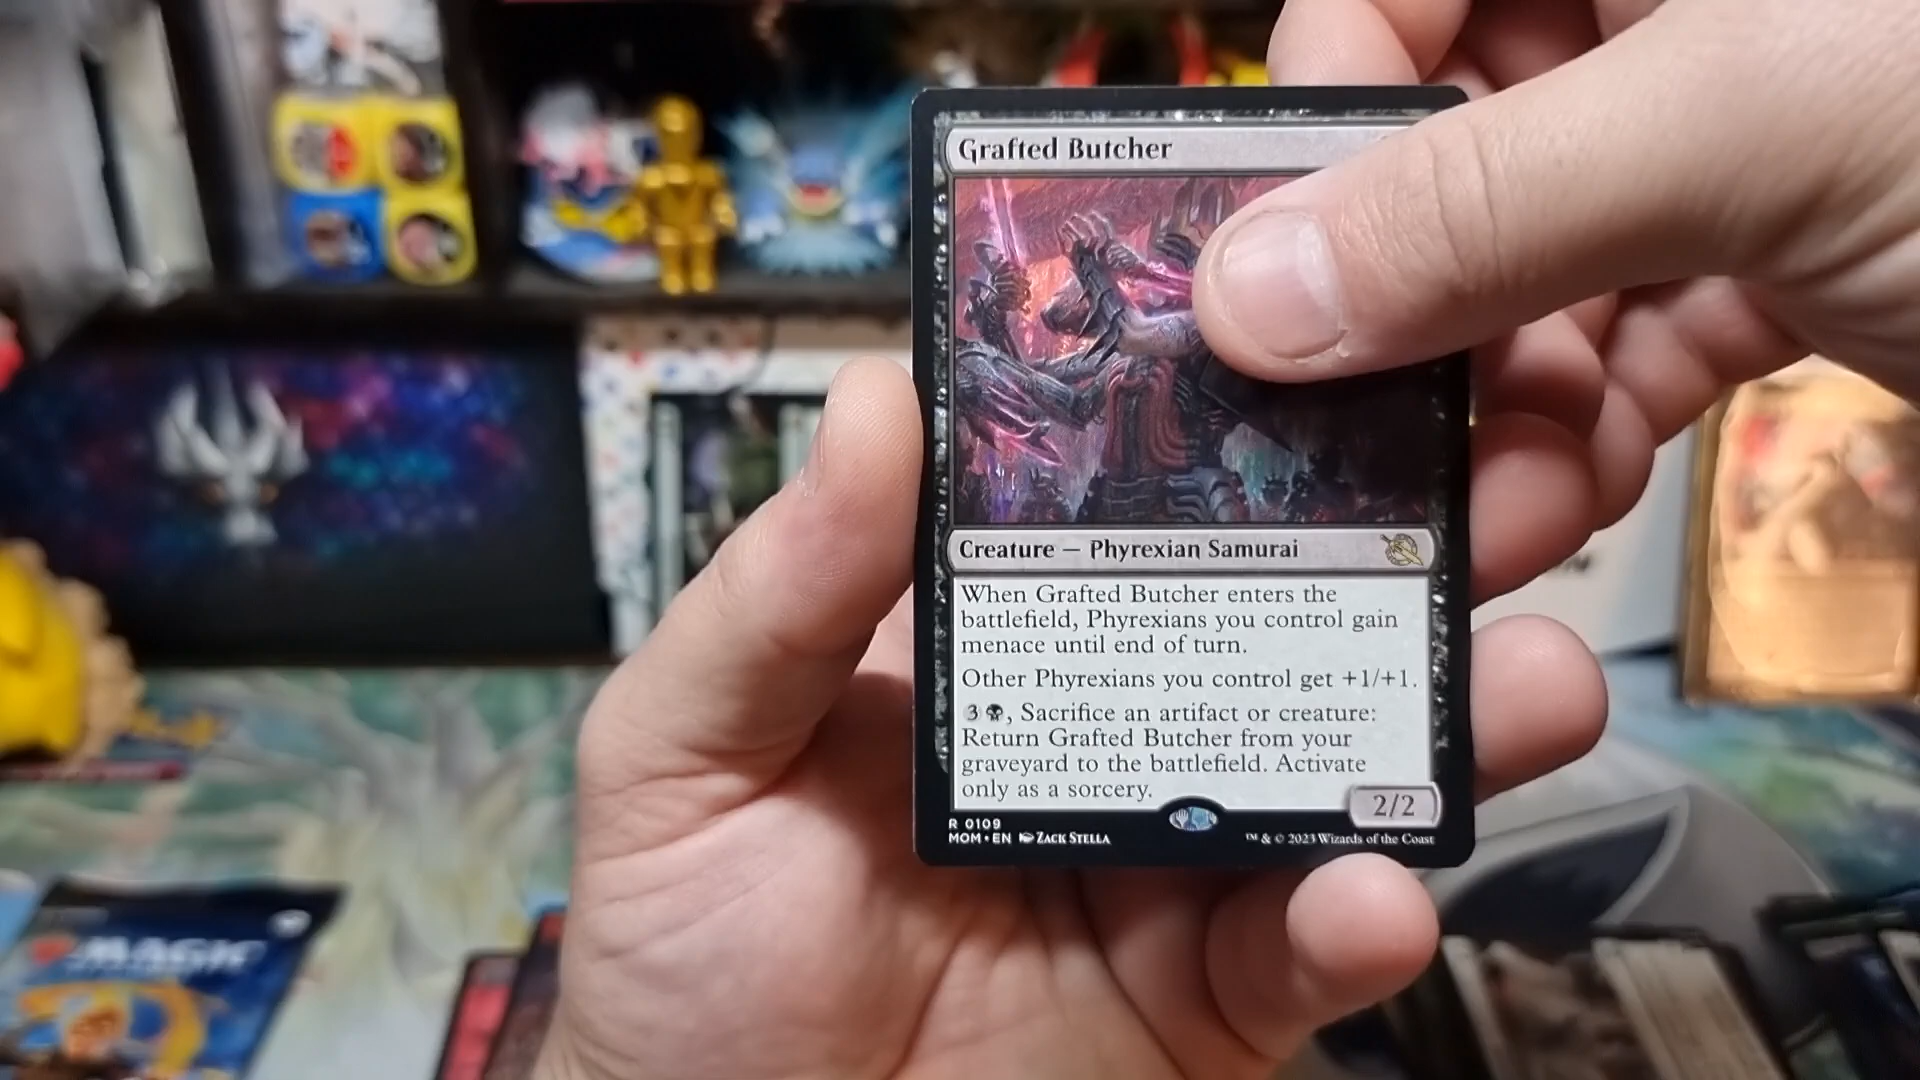 Grafted Butcher
Creature — Phyrexian Samurai
When Grafted Butcher enters the
battlefield, Phyrexians you control gain
menace until end of turn.
Other Phyrexians you control get +1/+1.
3, Sacrifice an artifact or creature:
Return Grafted Butcher from your
graveyard to the battlefield. Activate
only as a sorcery.
2/2
R 0109
MOM • EN ZACK STELLA
™ & © 2023 Wizards of the Coast
MAGIC